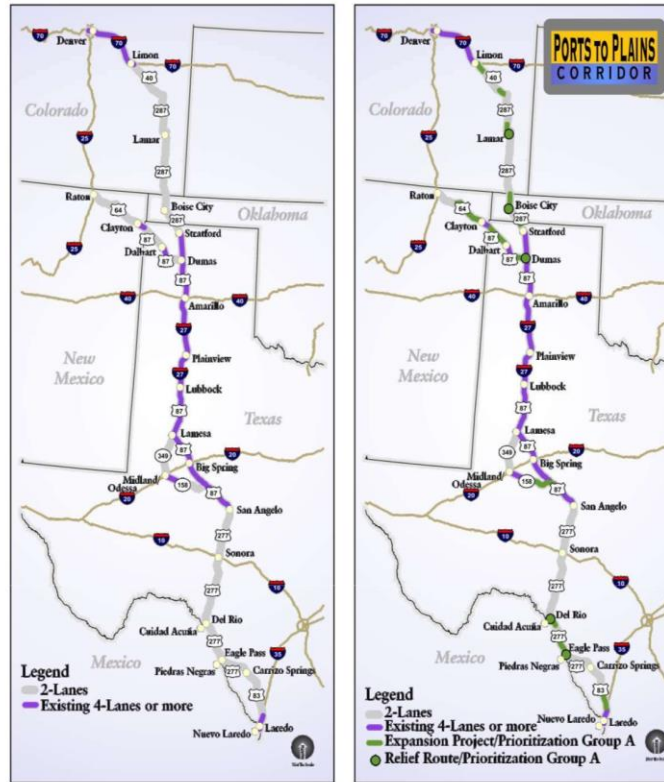 70
Denver
70
Limon
70
40
Colorado
287
25
Lamar
287
Raton
Boise City
64
287
Oklahoma
Clayton
Stratford
87
Dalhart
87
Dumas
25
87
40
Amarillo
40
27
New
Mexico
Plainview
27
Lubbock
87
Texas
Lamesa
20
349
87
Big Spring
Midland
Odessa
158
87
20
San Angelo
277
10
Sonora
277
10
Del Rio
Cuidad Acuña
277
Eagle Pass
35
Mexico
Piedras Negras
277
Carrizo Springs
Legend
2-Lanes
83
Existing 4-Lanes or more
Nuevo Laredo
Laredo
PORTS TO PLAINS
CORRIDOR
70
Denver
70
Limon
70
40
Colorado
287
25
Lamar
287
Raton
Boise City
64
287
Oklahoma
Clayton
Stratford
87
Dalhart
87
Dumas
25
87
40
Amarillo
40
27
New
Mexico
Plainview
27
Lubbock
87
Texas
Lamesa
20
349
87
Big Spring
Midland
Odessa
158
87
20
San Angelo
277
10
Sonora
277
10
Del Rio
Cuidad Acuña
277
Eagle Pass
35
Mexico
Piedras Negras
277
Carrizo Springs
83
Legend
2-Lanes
Nuevo Laredo
Laredo
Existing 4-Lanes or more
Expansion Project/Prioritization Group A
Relief Route/Prioritization Group A